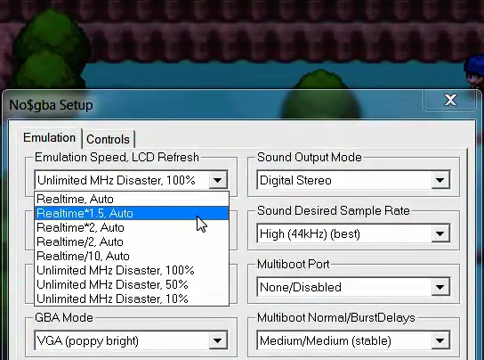 No$gba Setup
Emulation
Controls
Emulation Speed, LCD Refresh
Unlimited MHz Disaster, 100%
Realtime, Auto
Realtime*1.5, Auto
Realtime*2, Auto
Realtime/2, Auto
Realtime/10, Auto
Unlimited MHz Disaster, 100%
Unlimited MHz Disaster, 50%
Unlimited MHz Disaster, 10%
GBA Mode
VGA (poppy bright)
Sound Output Mode
Digital Stereo
Sound Desired Sample Rate
High (44kHz) (best)
Multiboot Port
None/Disabled
Multiboot Normal/BurstDelays
Medium/Medium (stable)